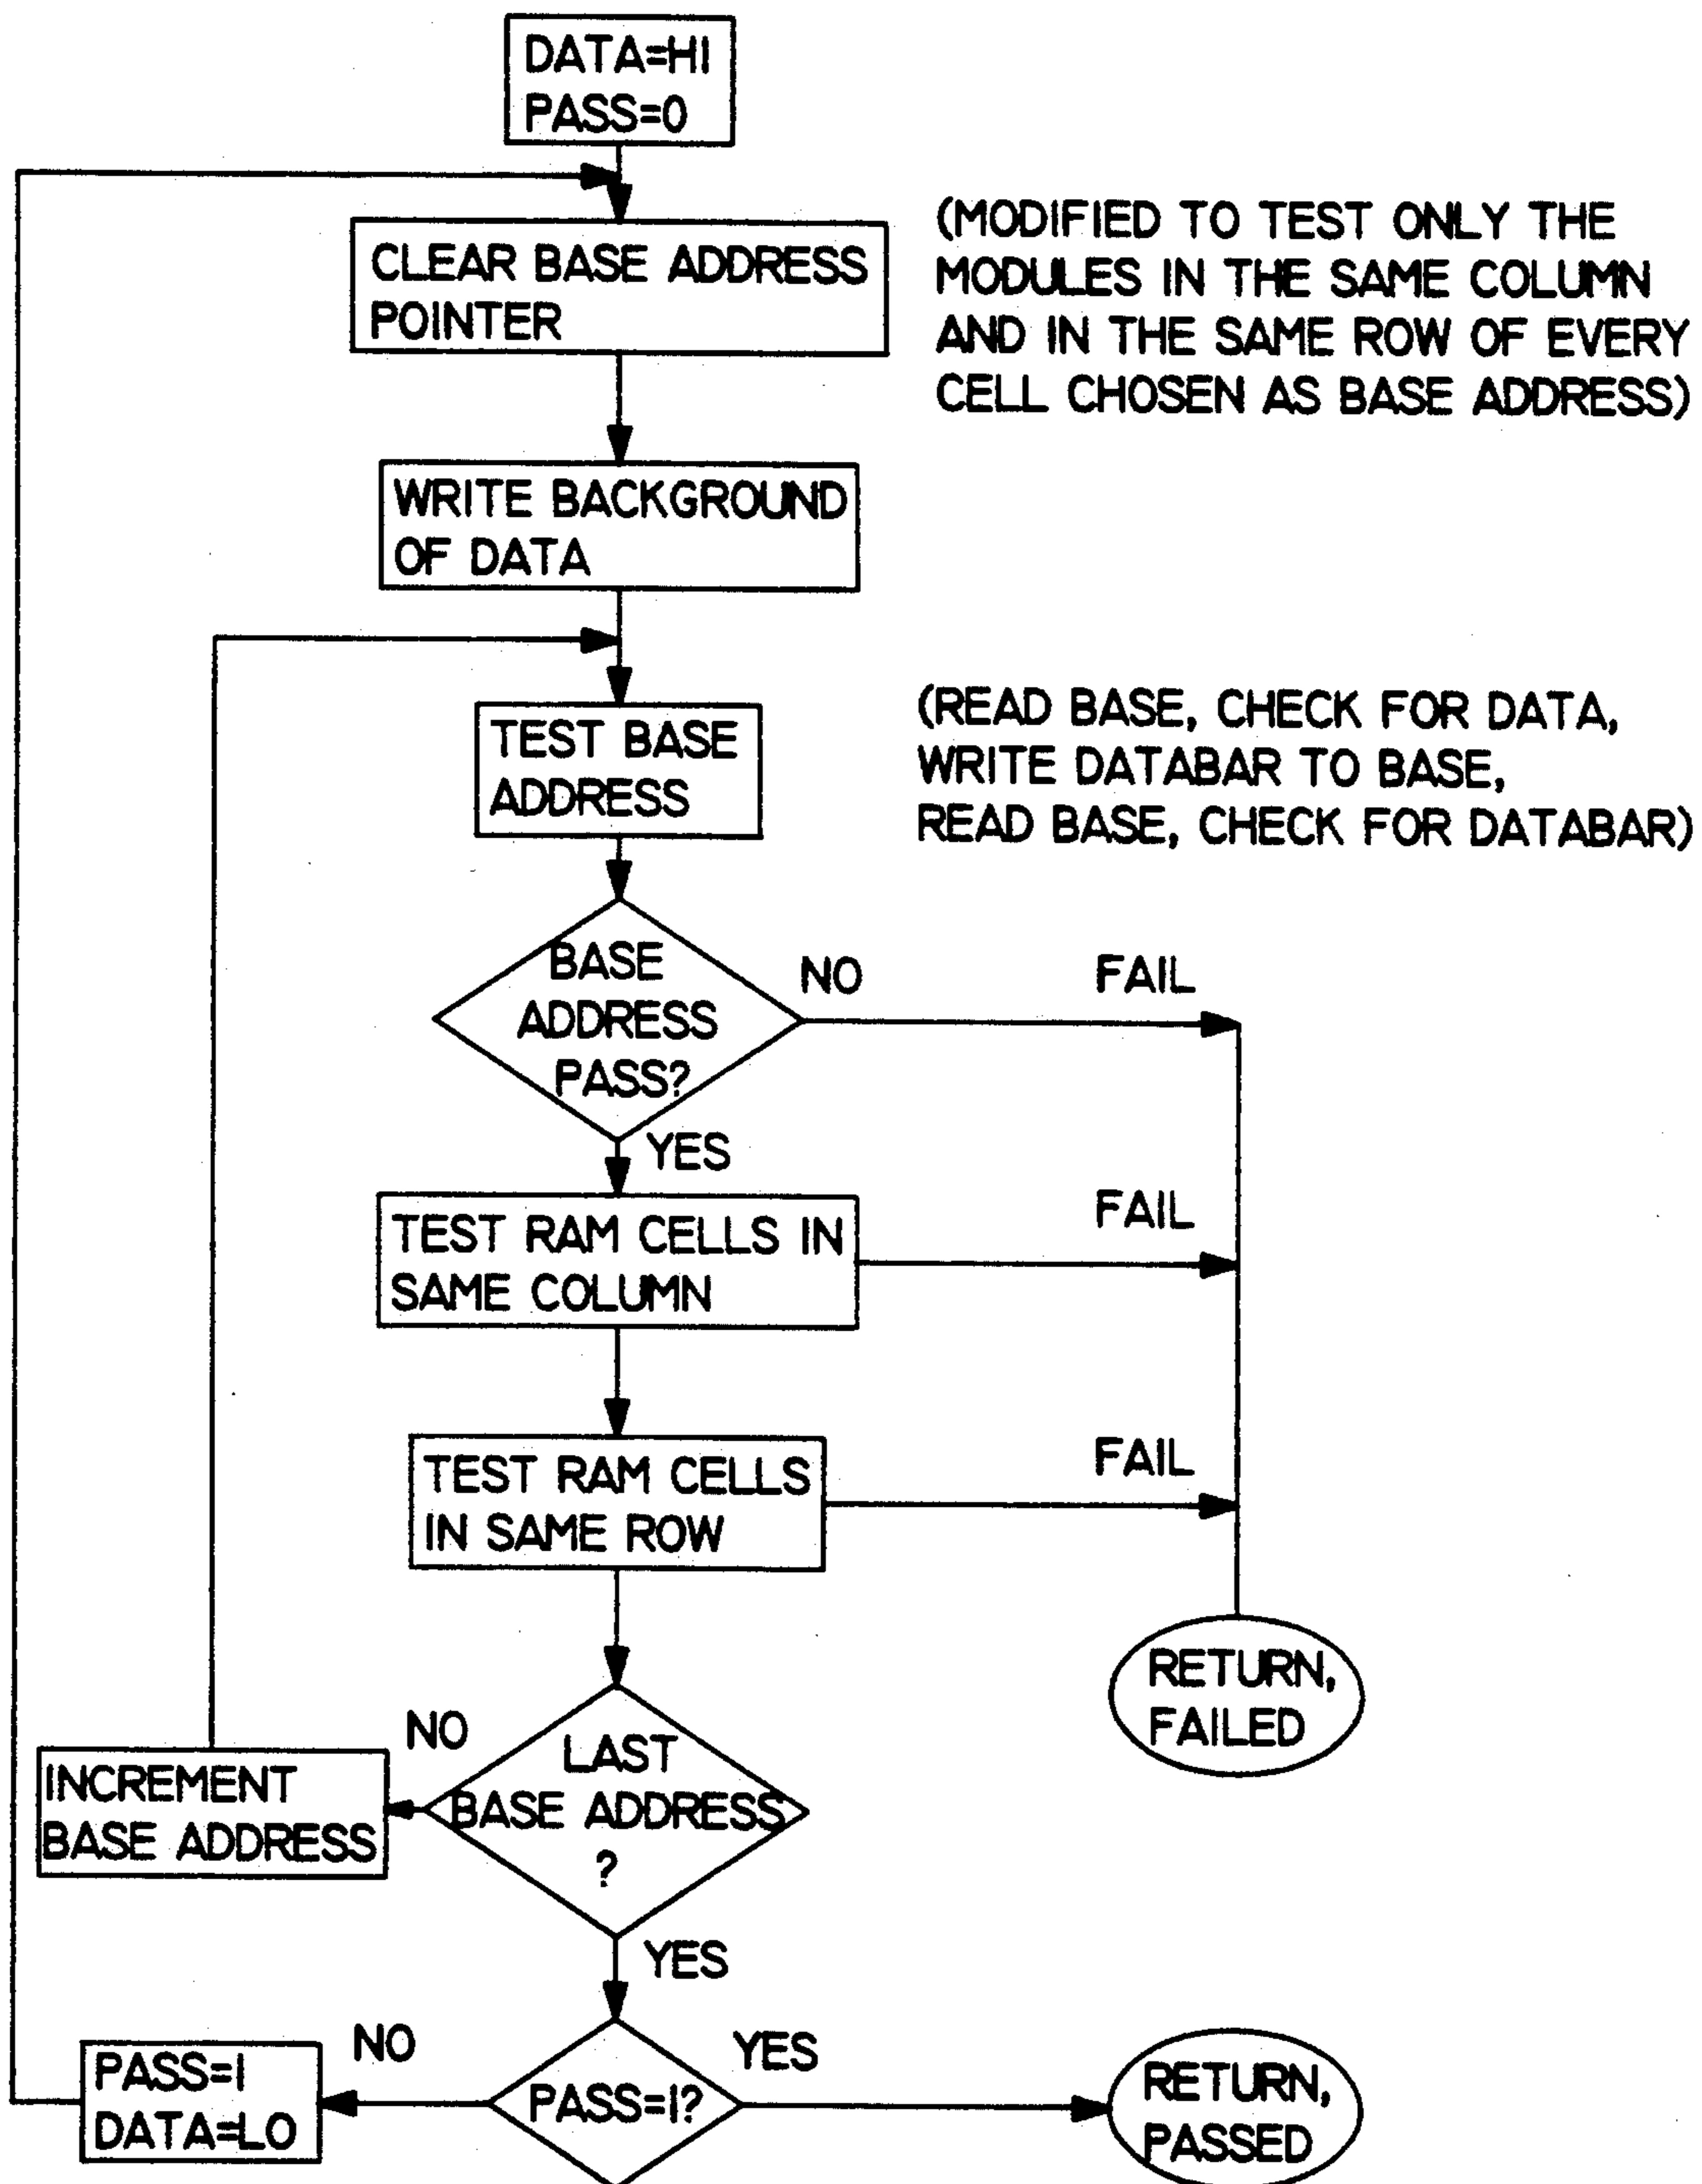 DATA=HI
PASS=0
CLEAR BASE ADDRESS
POINTER
(MODIFIED TO TEST ONLY THE
MODULES IN THE SAME COLUMN
AND IN THE SAME ROW OF EVERY
CELL CHOSEN AS BASE ADDRESS)
WRITE BACKGROUND
OF DATA
TEST BASE
ADDRESS
(READ BASE, CHECK FOR DATA,
WRITE DATABAR TO BASE,
READ BASE, CHECK FOR DATABAR)
BASE
ADDRESS
PASS?
NO
FAIL
YES
TEST RAM CELLS IN
SAME COLUMN
FAIL
TEST RAM CELLS
IN SAME ROW
FAIL
RETURN,
FAILED
LAST
BASE ADDRESS
?
NO
INCREMENT
BASE ADDRESS
YES
PASS=1?
NO
PASS=1
DATA=LO
YES
RETURN,
PASSED